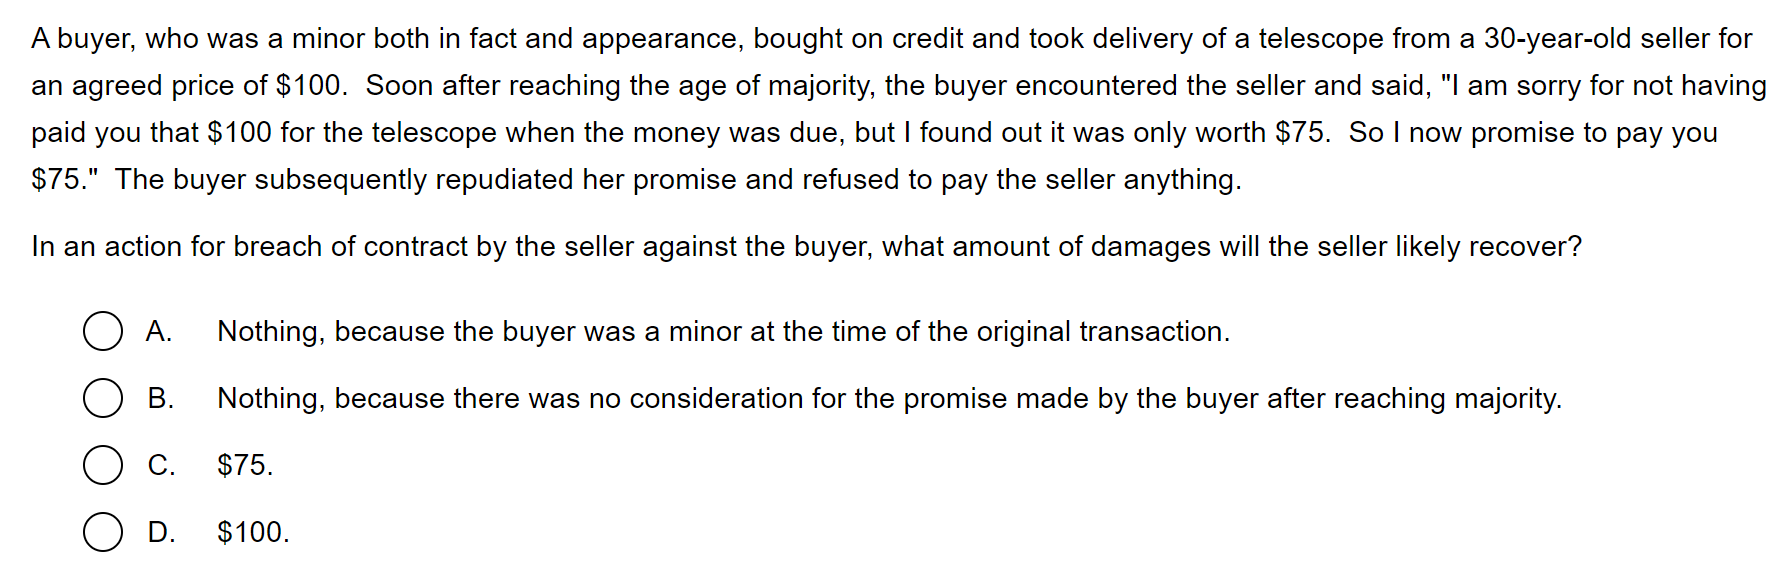 A buyer, who was a minor both in fact and appearance, bought on credit and took delivery of a telescope from a 30-year-old seller for
an agreed price of $100.  Soon after reaching the age of majority, the buyer encountered the seller and said, "I am sorry for not having
paid you that $100 for the telescope when the money was due, but I found out it was only worth $75.  So I now promise to pay you
$75."  The buyer subsequently repudiated her promise and refused to pay the seller anything.
In an action for breach of contract by the seller against the buyer, what amount of damages will the seller likely recover?
A. Nothing, because the buyer was a minor at the time of the original transaction.
B. Nothing, because there was no consideration for the promise made by the buyer after reaching majority.
C. $75.
D. $100.